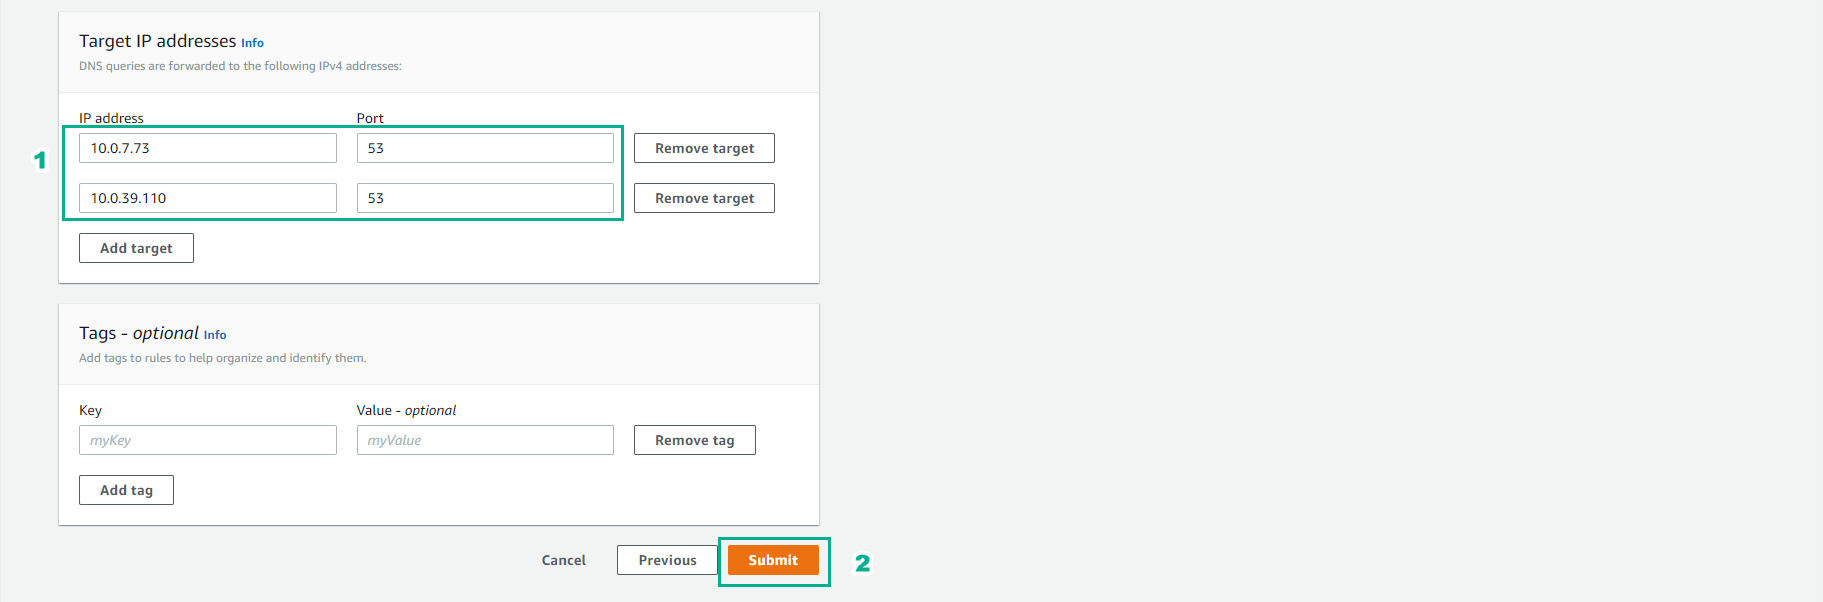 Target IP addresses Info
DNS queries are forwarded to the following IPv4 addresses:
IP address Port
1
10.0.7.73 53 Remove target
10.0.39.110 53 Remove target
Add target
Tags - optional Info
Add tags to rules to help organize and identify them.
Key Value - optional
myKey myValue Remove tag
Add tag
Cancel Previous Submit 2